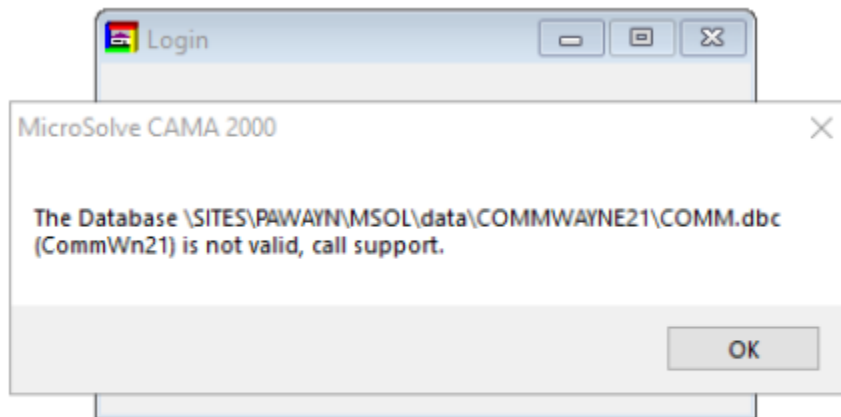 Login
MicroSolve CAMA 2000
The Database \SITES\PAWAYN\MSOL\data\COMMWAYNE21\COMM.dbc
(CommWn21) is not valid, call support.
OK